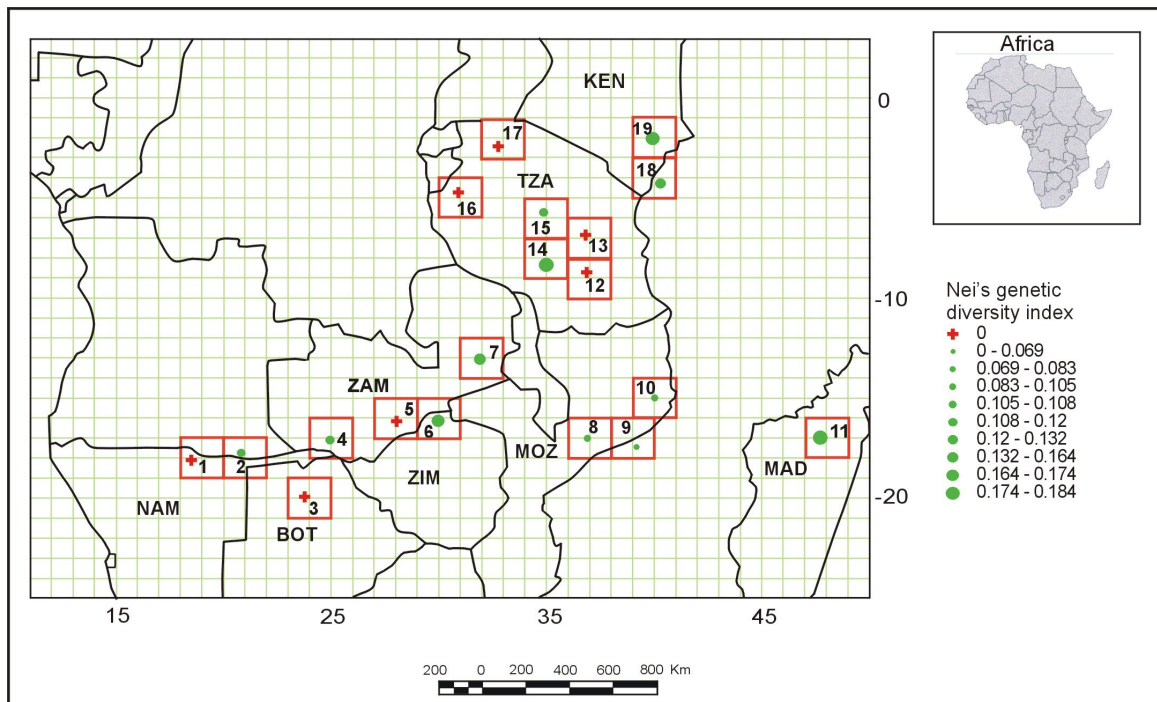 Africa
KEN
0
19
17
18
TZA
16
15
13
14
12
-10
7
ZAM
10
5
6
4
8
9
11
1
2
MOZ
MAD
ZIM
NAM
3
-20
BOT
15
25
35
45
200 0 200 400 600 800 Km
Nei's genetic
diversity index
0
0 - 0.069
0.069 - 0.083
0.083 - 0.105
0.105 - 0.108
0.108 - 0.12
0.12 - 0.132
0.132 - 0.164
0.164 - 0.174
0.174 - 0.184